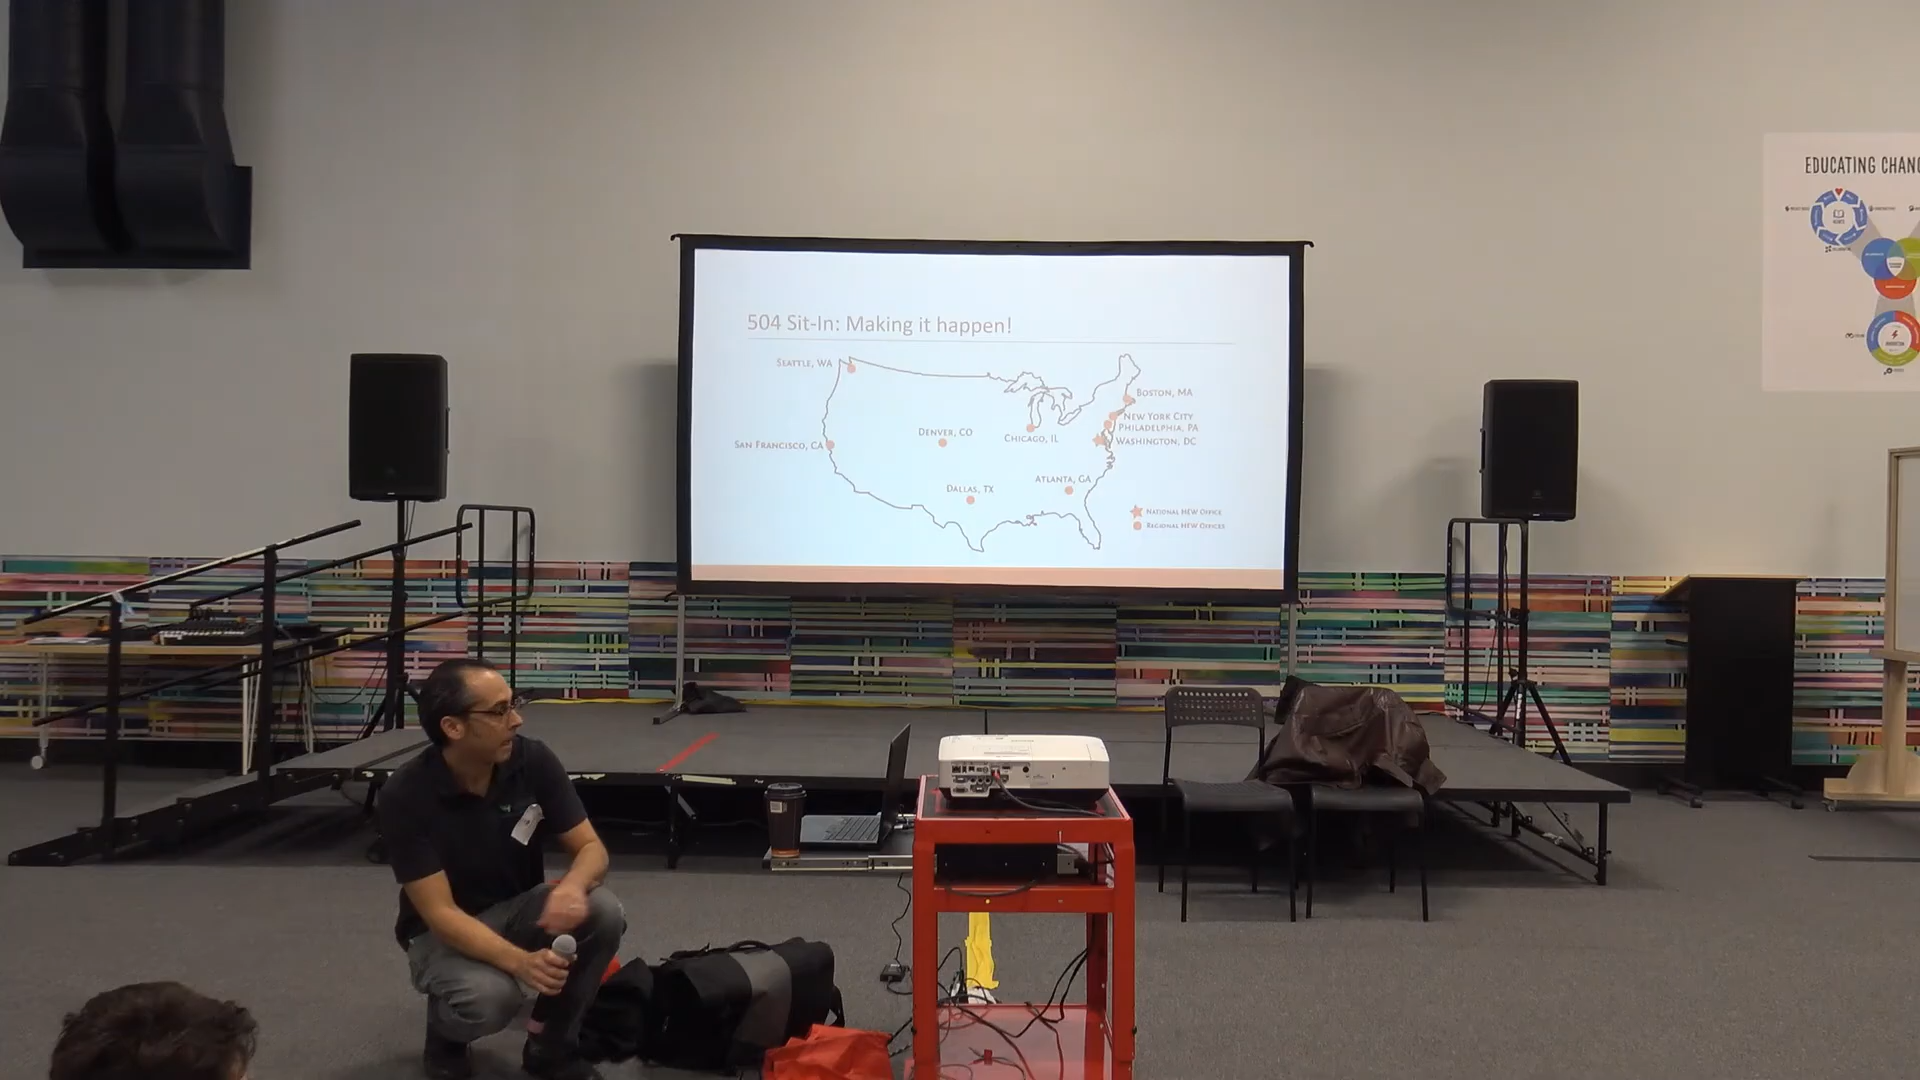 EDUCATING CHAN
504 Sit-In: Making it happen!
SEATTLE, WA
BOSTON, MA
NEW YORK CITY
PHILADELPHIA, PA
DENVER, CO
CHICAGO, IL
WASHINGTON, DC
SAN FRANCISCO, CA
ATLANTA, GA
DALLAS, TX
NATIONAL HEW OFFICE
REGIONAL HEW OFFICES